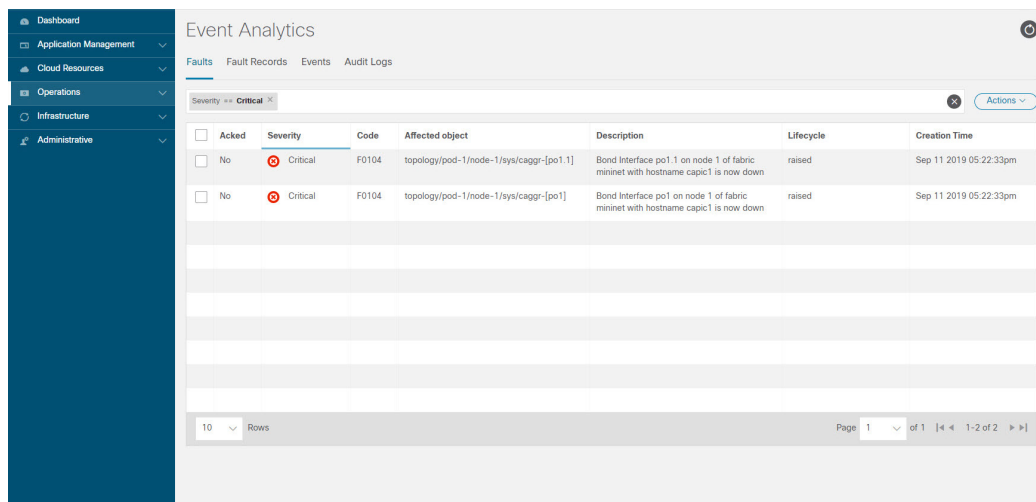 Dashboard
Application Management
Cloud Resources
Operations
Infrastructure
Administrative
Event Analytics
Faults Fault Records Events Audit Logs
Severity == Critical ×
Actions
Acked Severity Code Affected object Description Lifecycle Creation Time
No Critical F0104 topology/pod-1/node-1/sys/caggr-[po1.1] Bond Interface po1.1 on node 1 of fabric raised Sep 11 2019 05:22:33pm
mininet with hostname capic1 is now down
No Critical F0104 topology/pod-1/node-1/sys/caggr-[po1] Bond Interface po1 on node 1 of fabric raised Sep 11 2019 05:22:33pm
mininet with hostname capic1 is now down
10 Rows Page 1 of 1 1-2 of 2